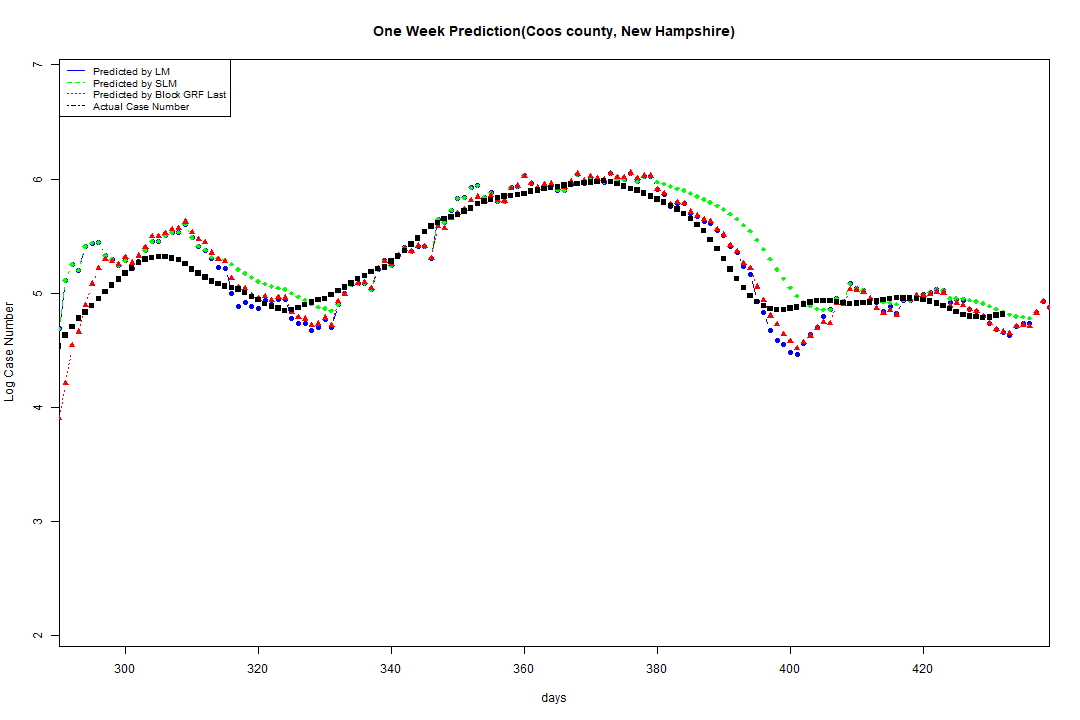 One Week Prediction(Coos county, New Hampshire)
Predicted by LM
Predicted by SLM
Predicted by Block GRF Last
Actual Case Number
7
6
5
4
3
2
Log Case Number
300 320 340 360 380 400 420
days